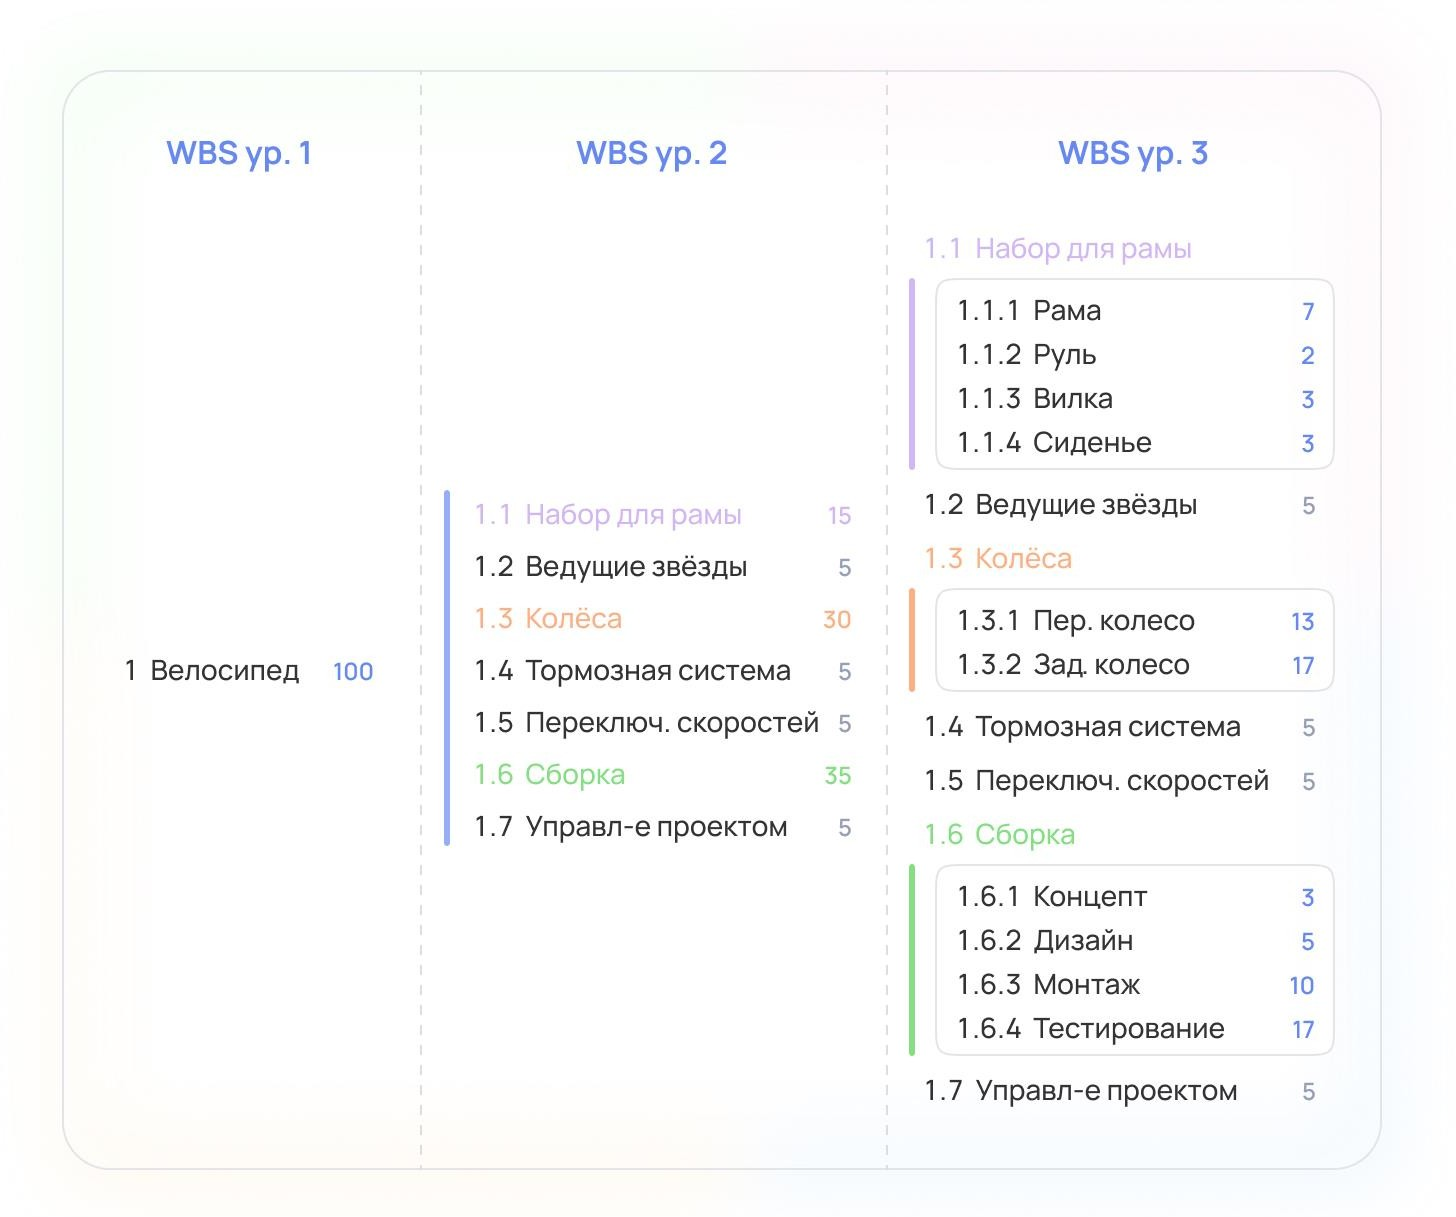 WBS ур. 1
1 Велосипед 100
WBS ур. 2
1.1 Набор для рамы 15
1.2 Ведущие звёзды 5
1.3 Колёса 30
1.4 Тормозная система 5
1.5 Переключ. скоростей 5
1.6 Сборка 35
1.7 Управл-е проектом 5
WBS ур. 3
1.1 Набор для рамы
1.1.1 Рама 7
1.1.2 Руль 2
1.1.3 Вилка 3
1.1.4 Сиденье 3
1.2 Ведущие звёзды 5
1.3 Колёса
1.3.1 Пер. колесо 13
1.3.2 Зад. колесо 17
1.4 Тормозная система 5
1.5 Переключ. скоростей 5
1.6 Сборка
1.6.1 Концепт 3
1.6.2 Дизайн 5
1.6.3 Монтаж 10
1.6.4 Тестирование 17
1.7 Управл-е проектом 5